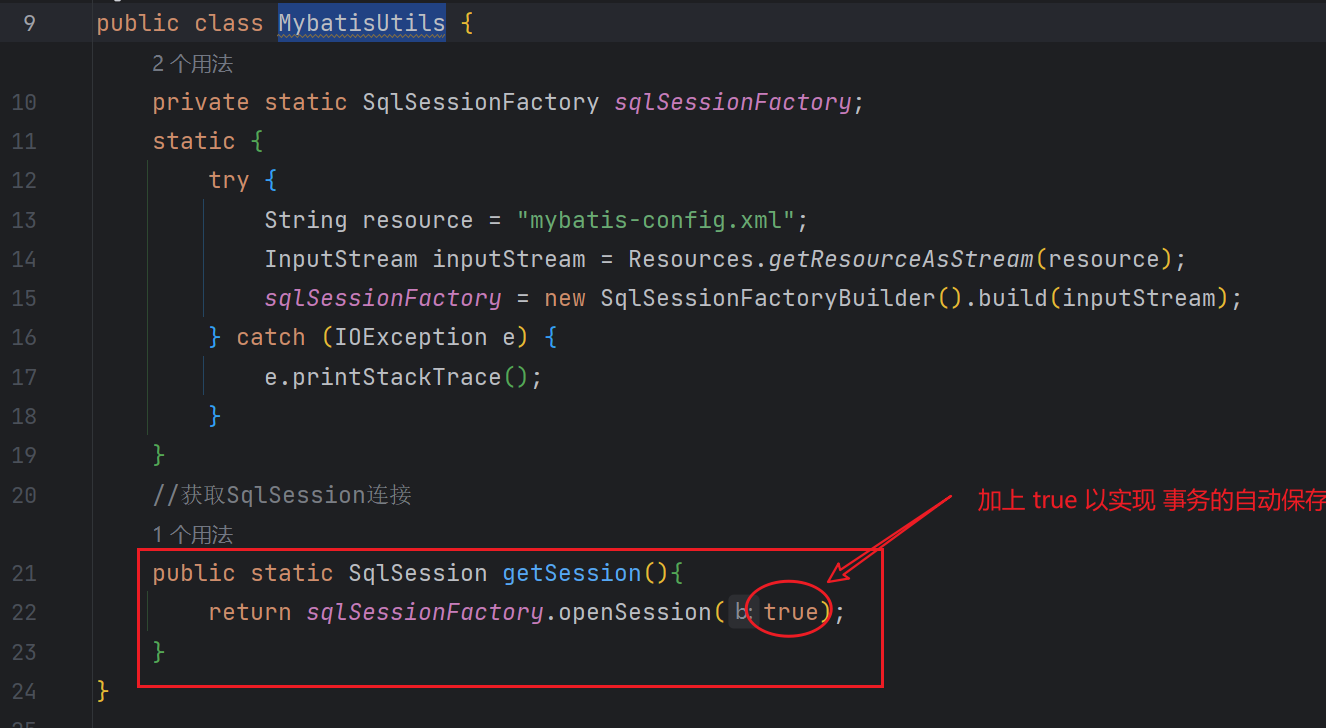 9 public class MybatisUtils {
2 个用法
10 private static SqlSessionFactory sqlSessionFactory;
11 static {
12 try {
13 String resource = "mybatis-config.xml";
14 InputStream inputStream = Resources.getResourceAsStream(resource);
15 sqlSessionFactory = new SqlSessionFactoryBuilder().build(inputStream);
16 } catch (IOException e) {
17 e.printStackTrace();
18 }
19 }
20 //获取SqlSession连接
加上 true 以实现 事务的自动保存
1 个用法
21 public static SqlSession getSession(){
22 return sqlSessionFactory.openSession( b: true);
23 }
24 }
25